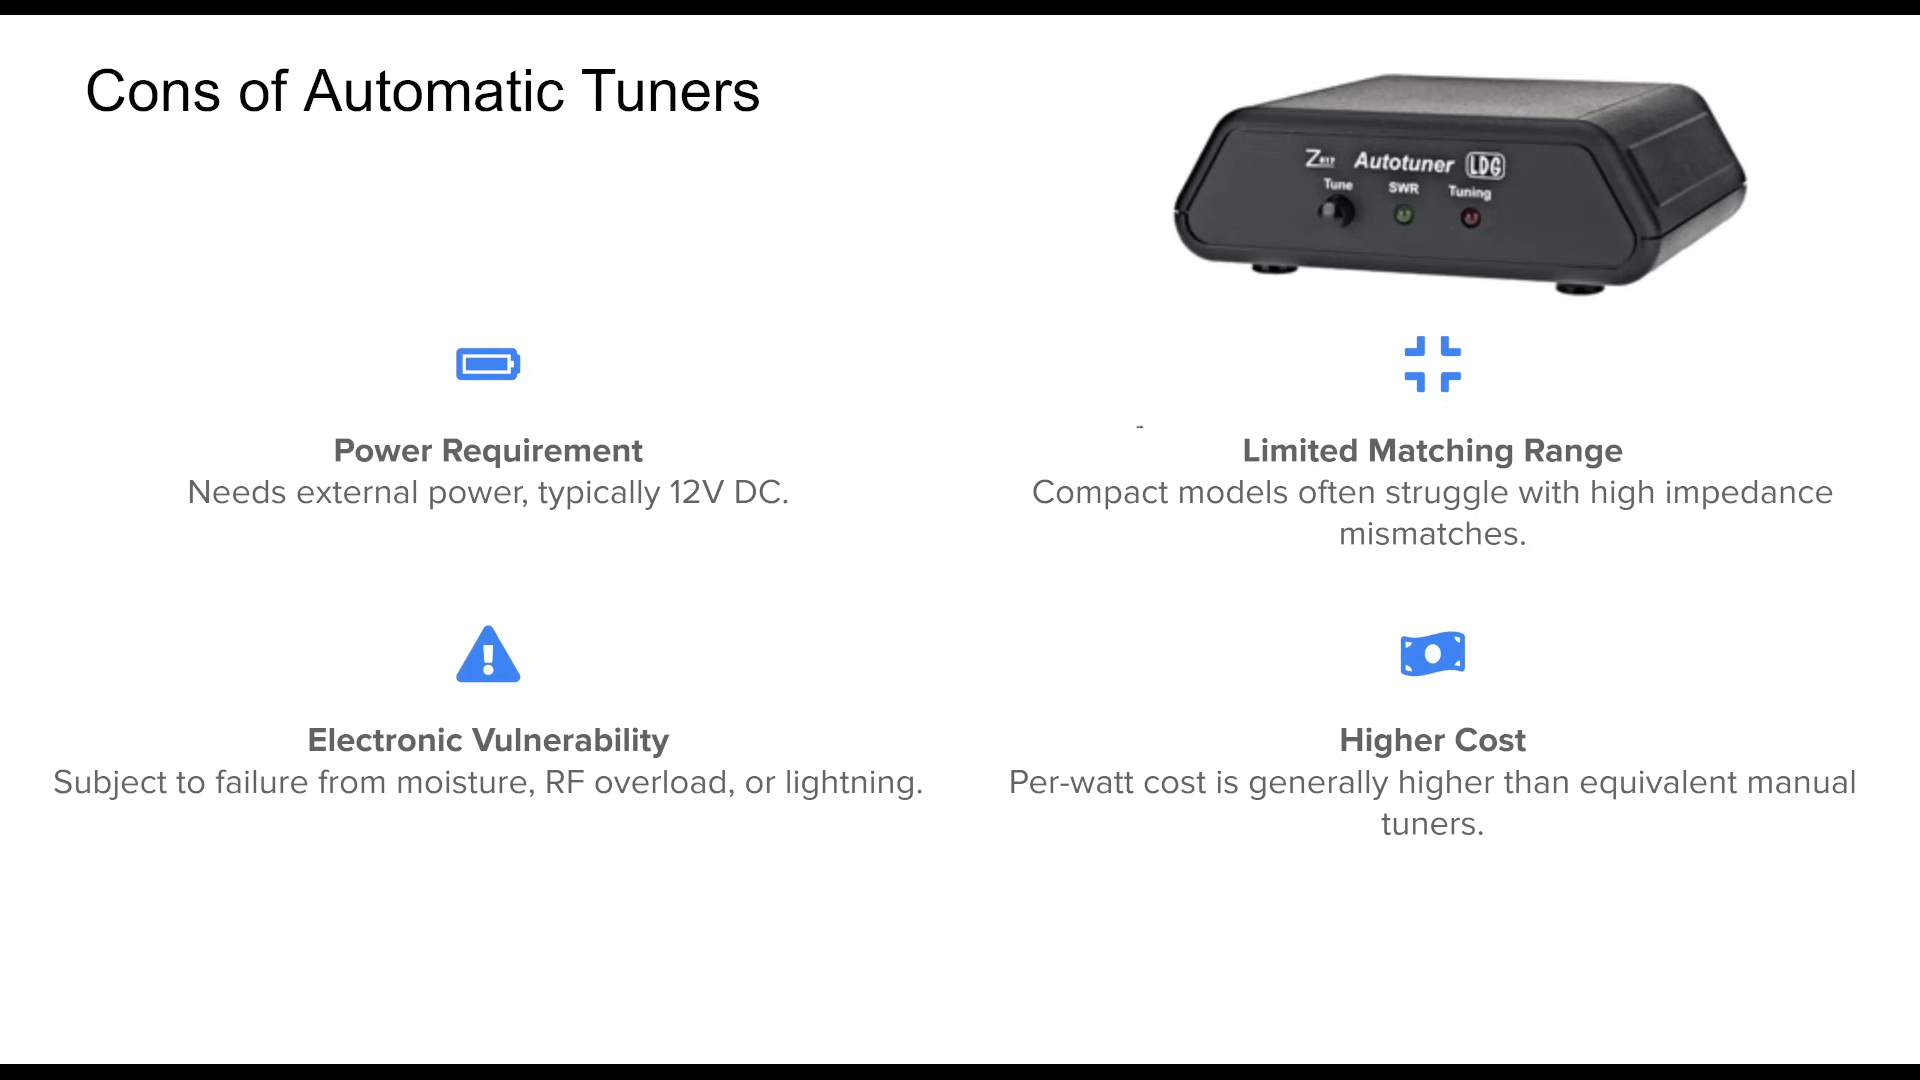 Cons of Automatic Tuners
Autotuner LDG
Tune SWR Tuning
Power Requirement
Needs external power, typically 12V DC.
Limited Matching Range
Compact models often struggle with high impedance
mismatches.
Electronic Vulnerability
Subject to failure from moisture, RF overload, or lightning.
Higher Cost
Per-watt cost is generally higher than equivalent manual
tuners.